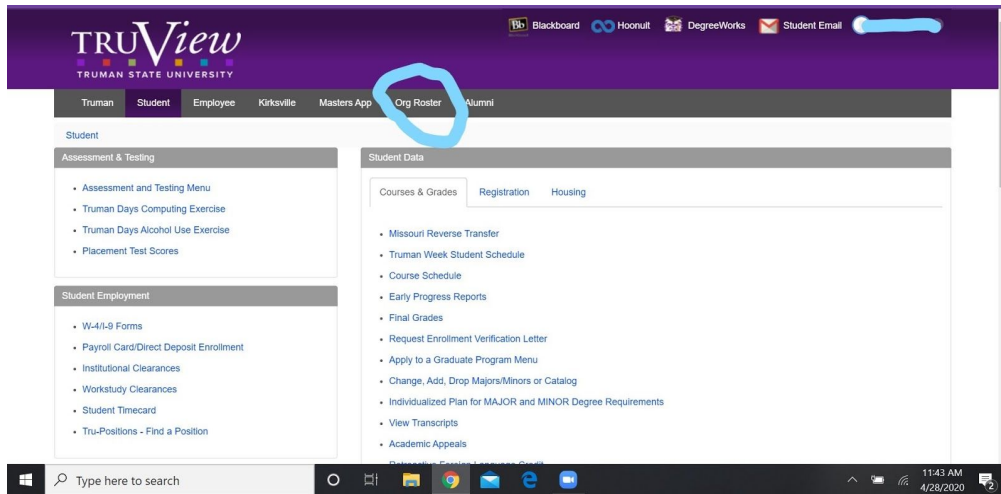 TRUView
TRUMAN STATE UNIVERSITY
Bb Blackboard Hoonuit DegreeWorks Student Email
Truman Student Employee Kirksville Masters App Org Roster Alumni
Student
Assessment & Testing
• Assessment and Testing Menu
• Truman Days Computing Exercise
• Truman Days Alcohol Use Exercise
• Placement Test Scores
Student Employment
• W-4/I-9 Forms
• Payroll Card/Direct Deposit Enrollment
• Institutional Clearances
• Workstudy Clearances
• Student Timecard
• Tru-Positions - Find a Position
Student Data
Courses & Grades Registration Housing
• Missouri Reverse Transfer
• Truman Week Student Schedule
• Course Schedule
• Early Progress Reports
• Final Grades
• Request Enrollment Verification Letter
• Apply to a Graduate Program Menu
• Change, Add, Drop Majors/Minors or Catalog
• Individualized Plan for MAJOR and MINOR Degree Requirements
• View Transcripts
• Academic Appeals
• Retroactive Foreign Language Credit
Type here to search
11:43 AM
4/28/2020
2